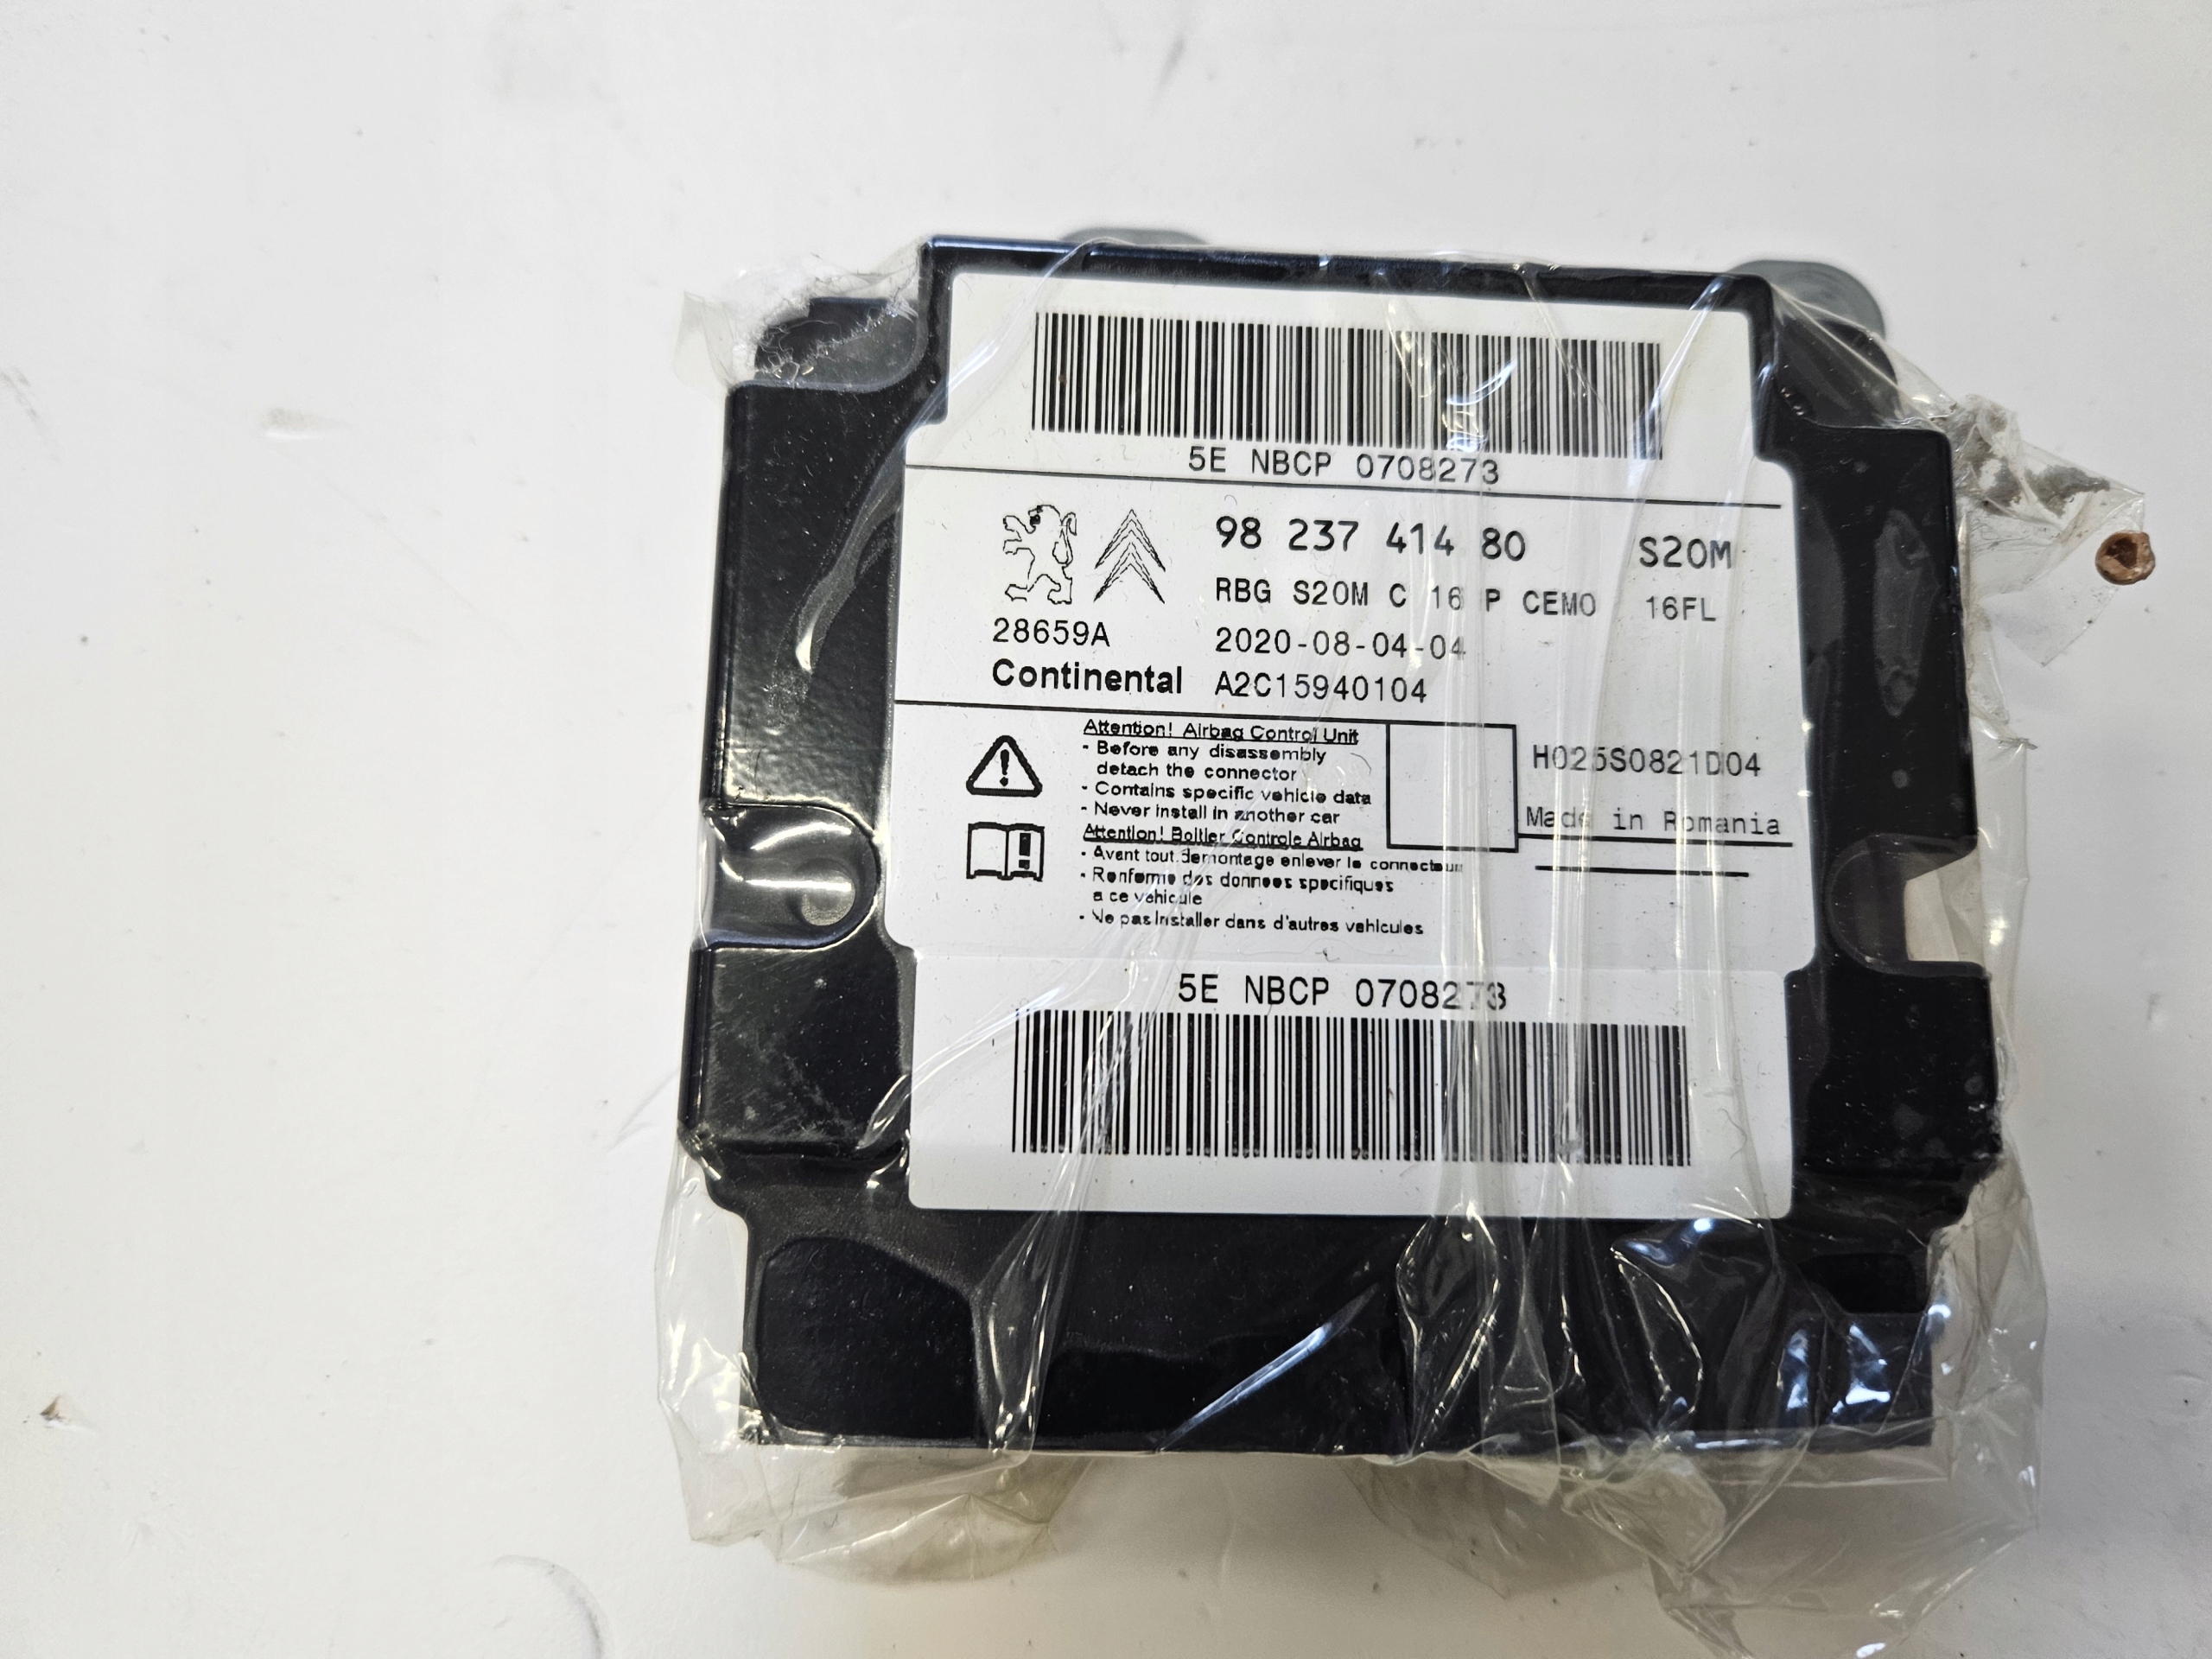 5E NBCP 0708273
98 237 414 80 S20M
RBG S20M C 16 P CEMO 16FL
28659A 2020-08-04-04
Continental A2C15940104
Attention! Airbag Control Unit
- Before any disassembly
detach the connector
- Contains specific vehicle data
- Never install in another car
H025S0821D04
Made in Romania
Attention! Boitier Controle Airbag
- Avant tout demontage enlever le connecteur
- Renferme des donnees specifiques
a ce vehicule
- Ne pas installer dans d'autres vehicules
5E NBCP 0708273